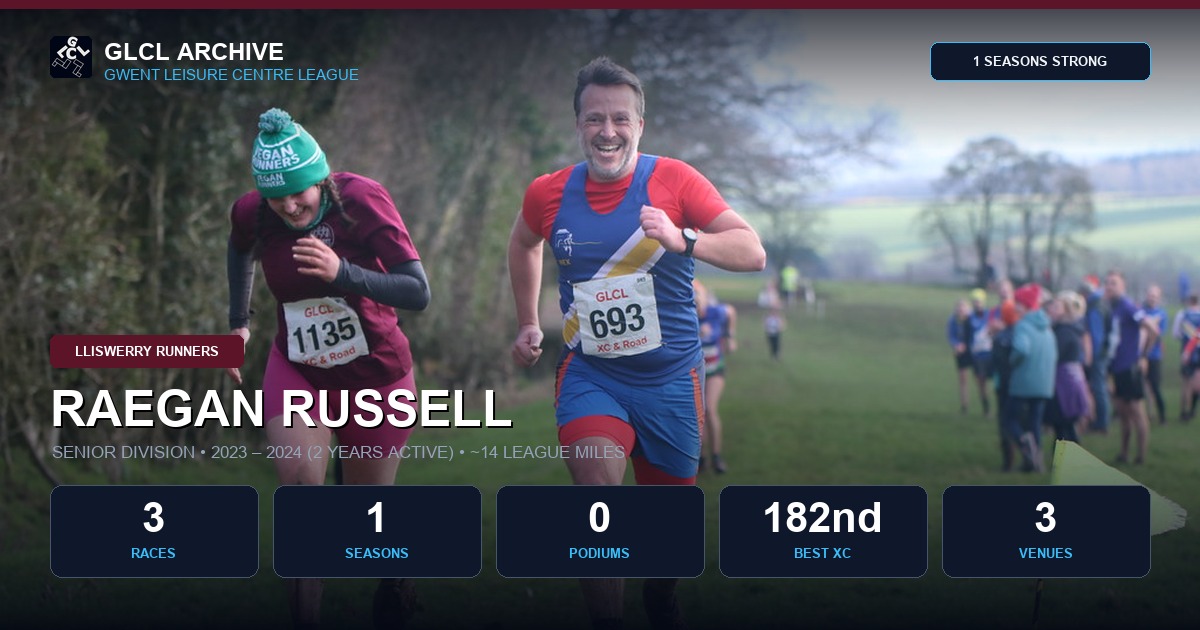 GLCL ARCHIVE
GWENT LEISURE CENTRE LEAGUE
1 SEASONS STRONG
GLCL
1135
XC & Road
GLCL
693
XC & Road
LLISWERRY RUNNERS
RAEGAN RUSSELL
SENIOR DIVISION • 2023 – 2024 (2 YEARS ACTIVE) • ~14 LEAGUE MILES
3
RACES
1
SEASONS
0
PODIUMS
182nd
BEST XC
3
VENUES